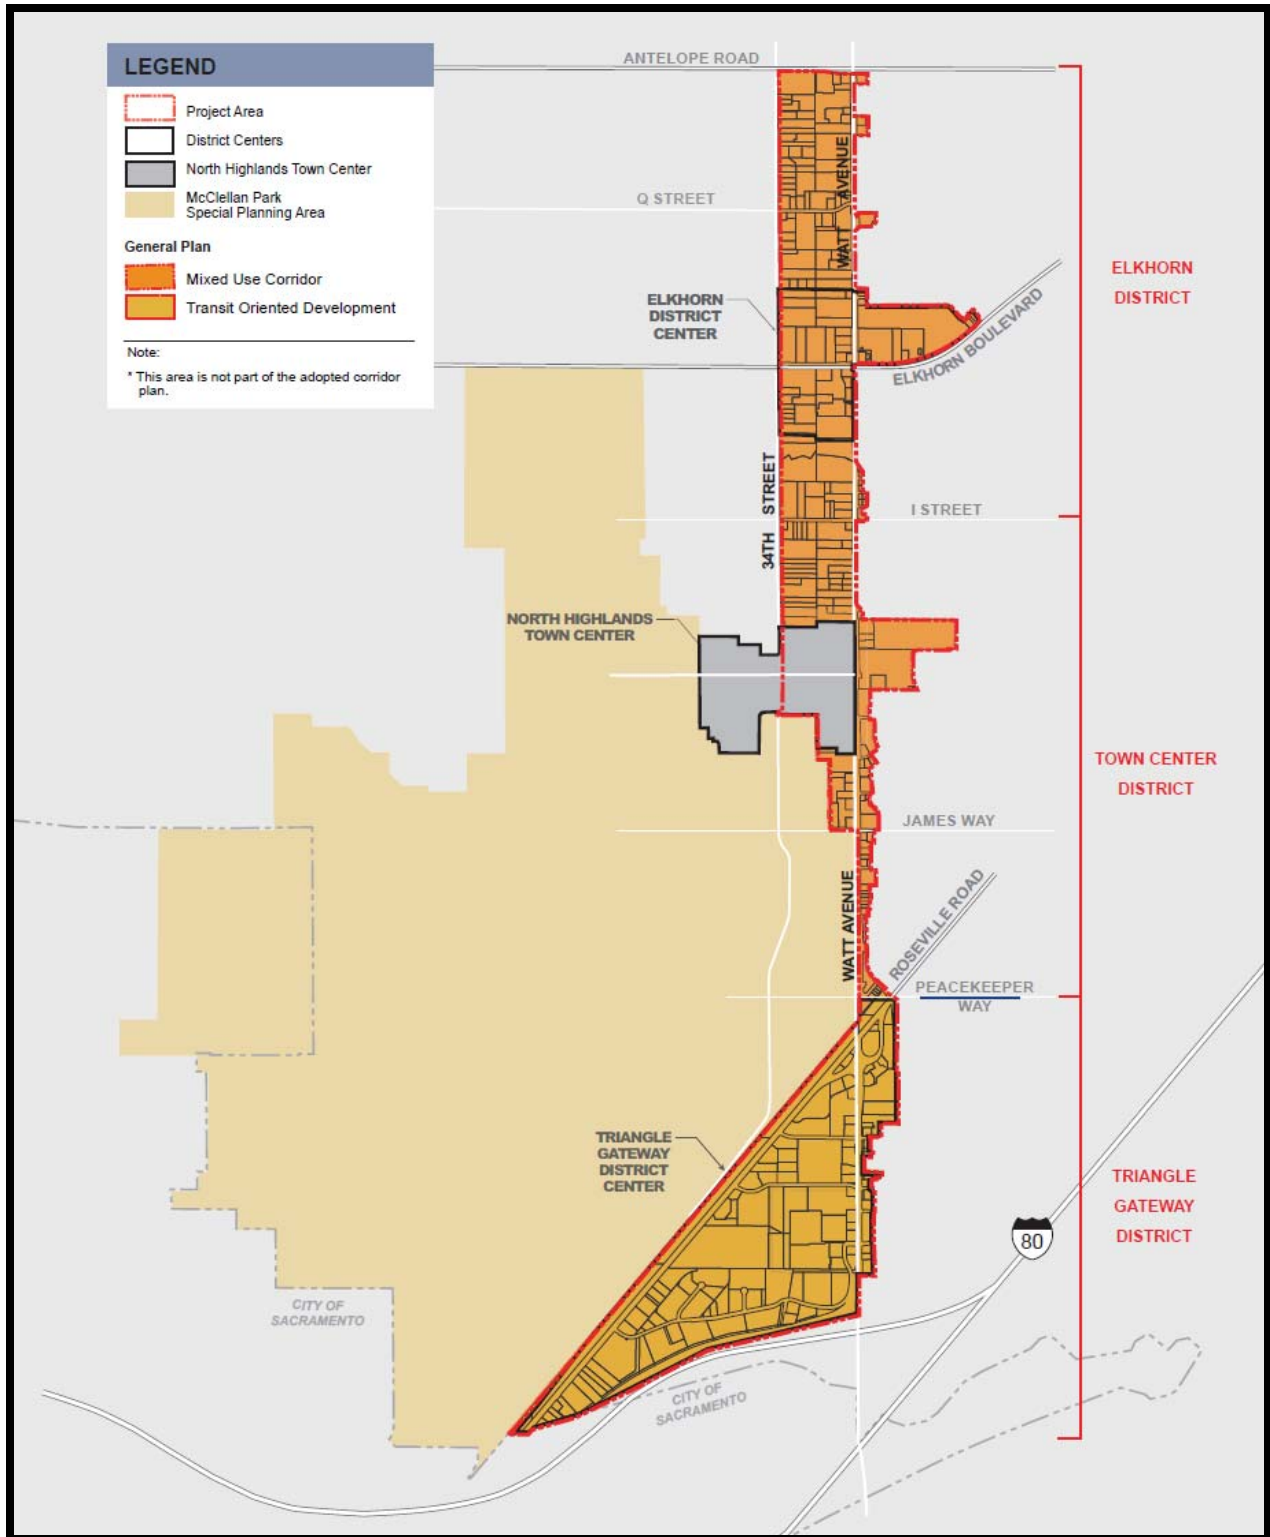 LEGEND
Project Area
District Centers
North Highlands Town Center
McClellan Park
Special Planning Area
General Plan
Mixed Use Corridor
Transit Oriented Development
Note:
* This area is not part of the adopted corridor
plan.
ANTELOPE ROAD
Q STREET
WATT AVENUE
ELKHORN
DISTRICT
ELKHORN
DISTRICT
CENTER
ELKHORN BOULEVARD
34TH STREET
I STREET
NORTH HIGHLANDS
TOWN CENTER
TOWN CENTER
DISTRICT
JAMES WAY
WATT AVENUE
ROSEVILLE ROAD
PEACEKEEPER
WAY
TRIANGLE
GATEWAY
DISTRICT
CENTER
TRIANGLE
GATEWAY
DISTRICT
80
CITY OF
SACRAMENTO
CITY OF
SACRAMENTO